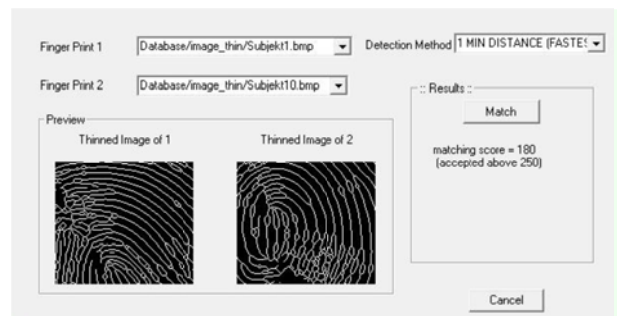 Finger Print 1 Database/image_thin/Subjekt1.bmp Detection Method 1 MIN DISTANCE (FASTES
Finger Print 2 Database/image_thin/Subjekt10.bmp
:: Results ::
Match
matching score = 180
(accepted above 250)
Preview
Thinned Image of 1 Thinned Image of 2
Cancel